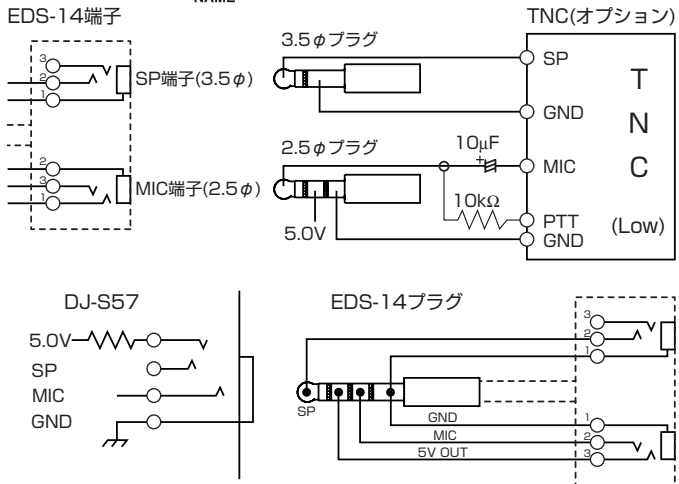 NAME
EDS-14端子
TNC(オプション)
3
2
1
SP端子(3.5φ)
2
3
1
MIC端子(2.5φ)
3.5φプラグ
SP
GND
2.5φプラグ
10μF
+
MIC
10kΩ
5.0V
PTT
GND
T
N
C
(Low)
DJ-S57
5.0V
SP
MIC
GND
EDS-14プラグ
SP
GND
MIC
5V OUT
3
2
1
1
2
3